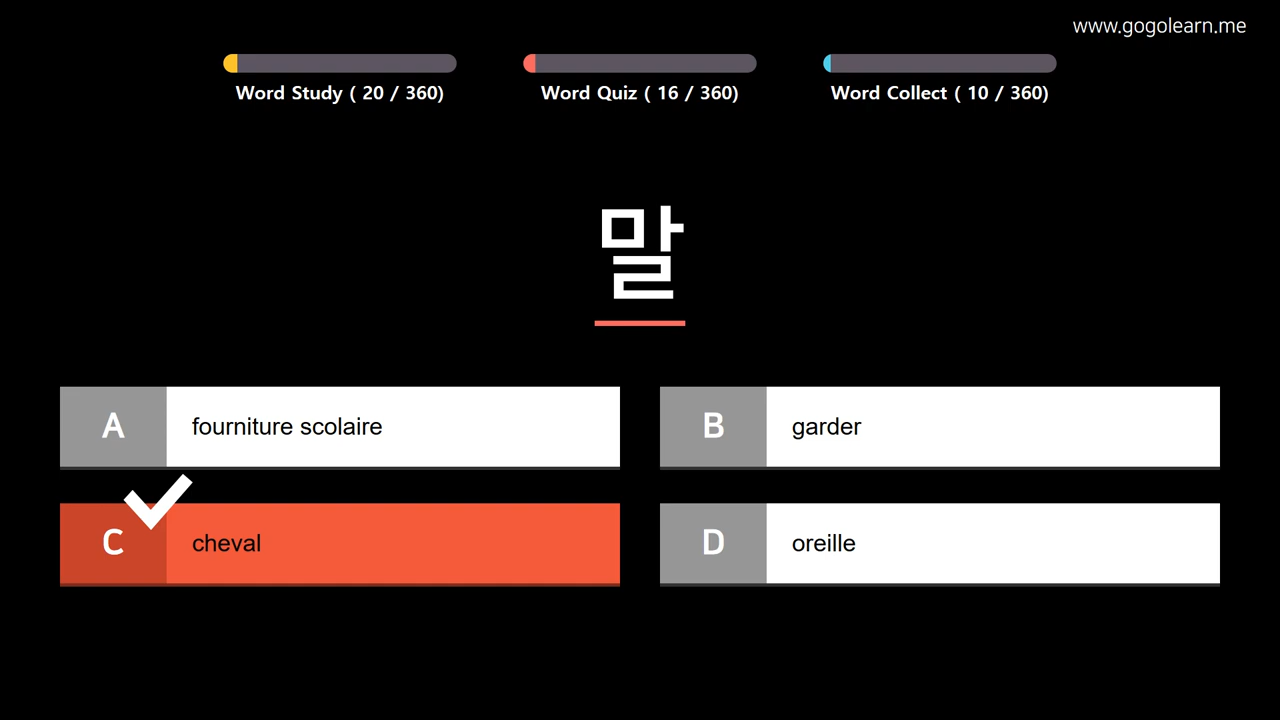 www.gogolearn.me
Word Study ( 20 / 360)
Word Quiz ( 16 / 360)
Word Collect ( 10 / 360)
말
A fourniture scolaire
B garder
C cheval
D oreille